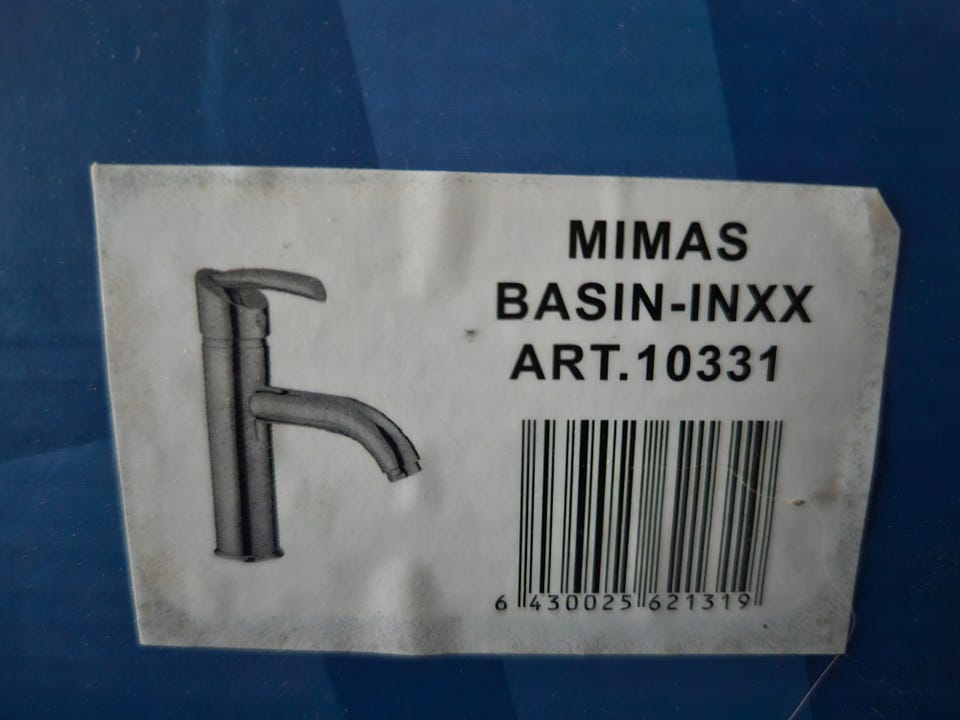 MIMAS
BASIN-INXX
ART.10331
6 430025 621319